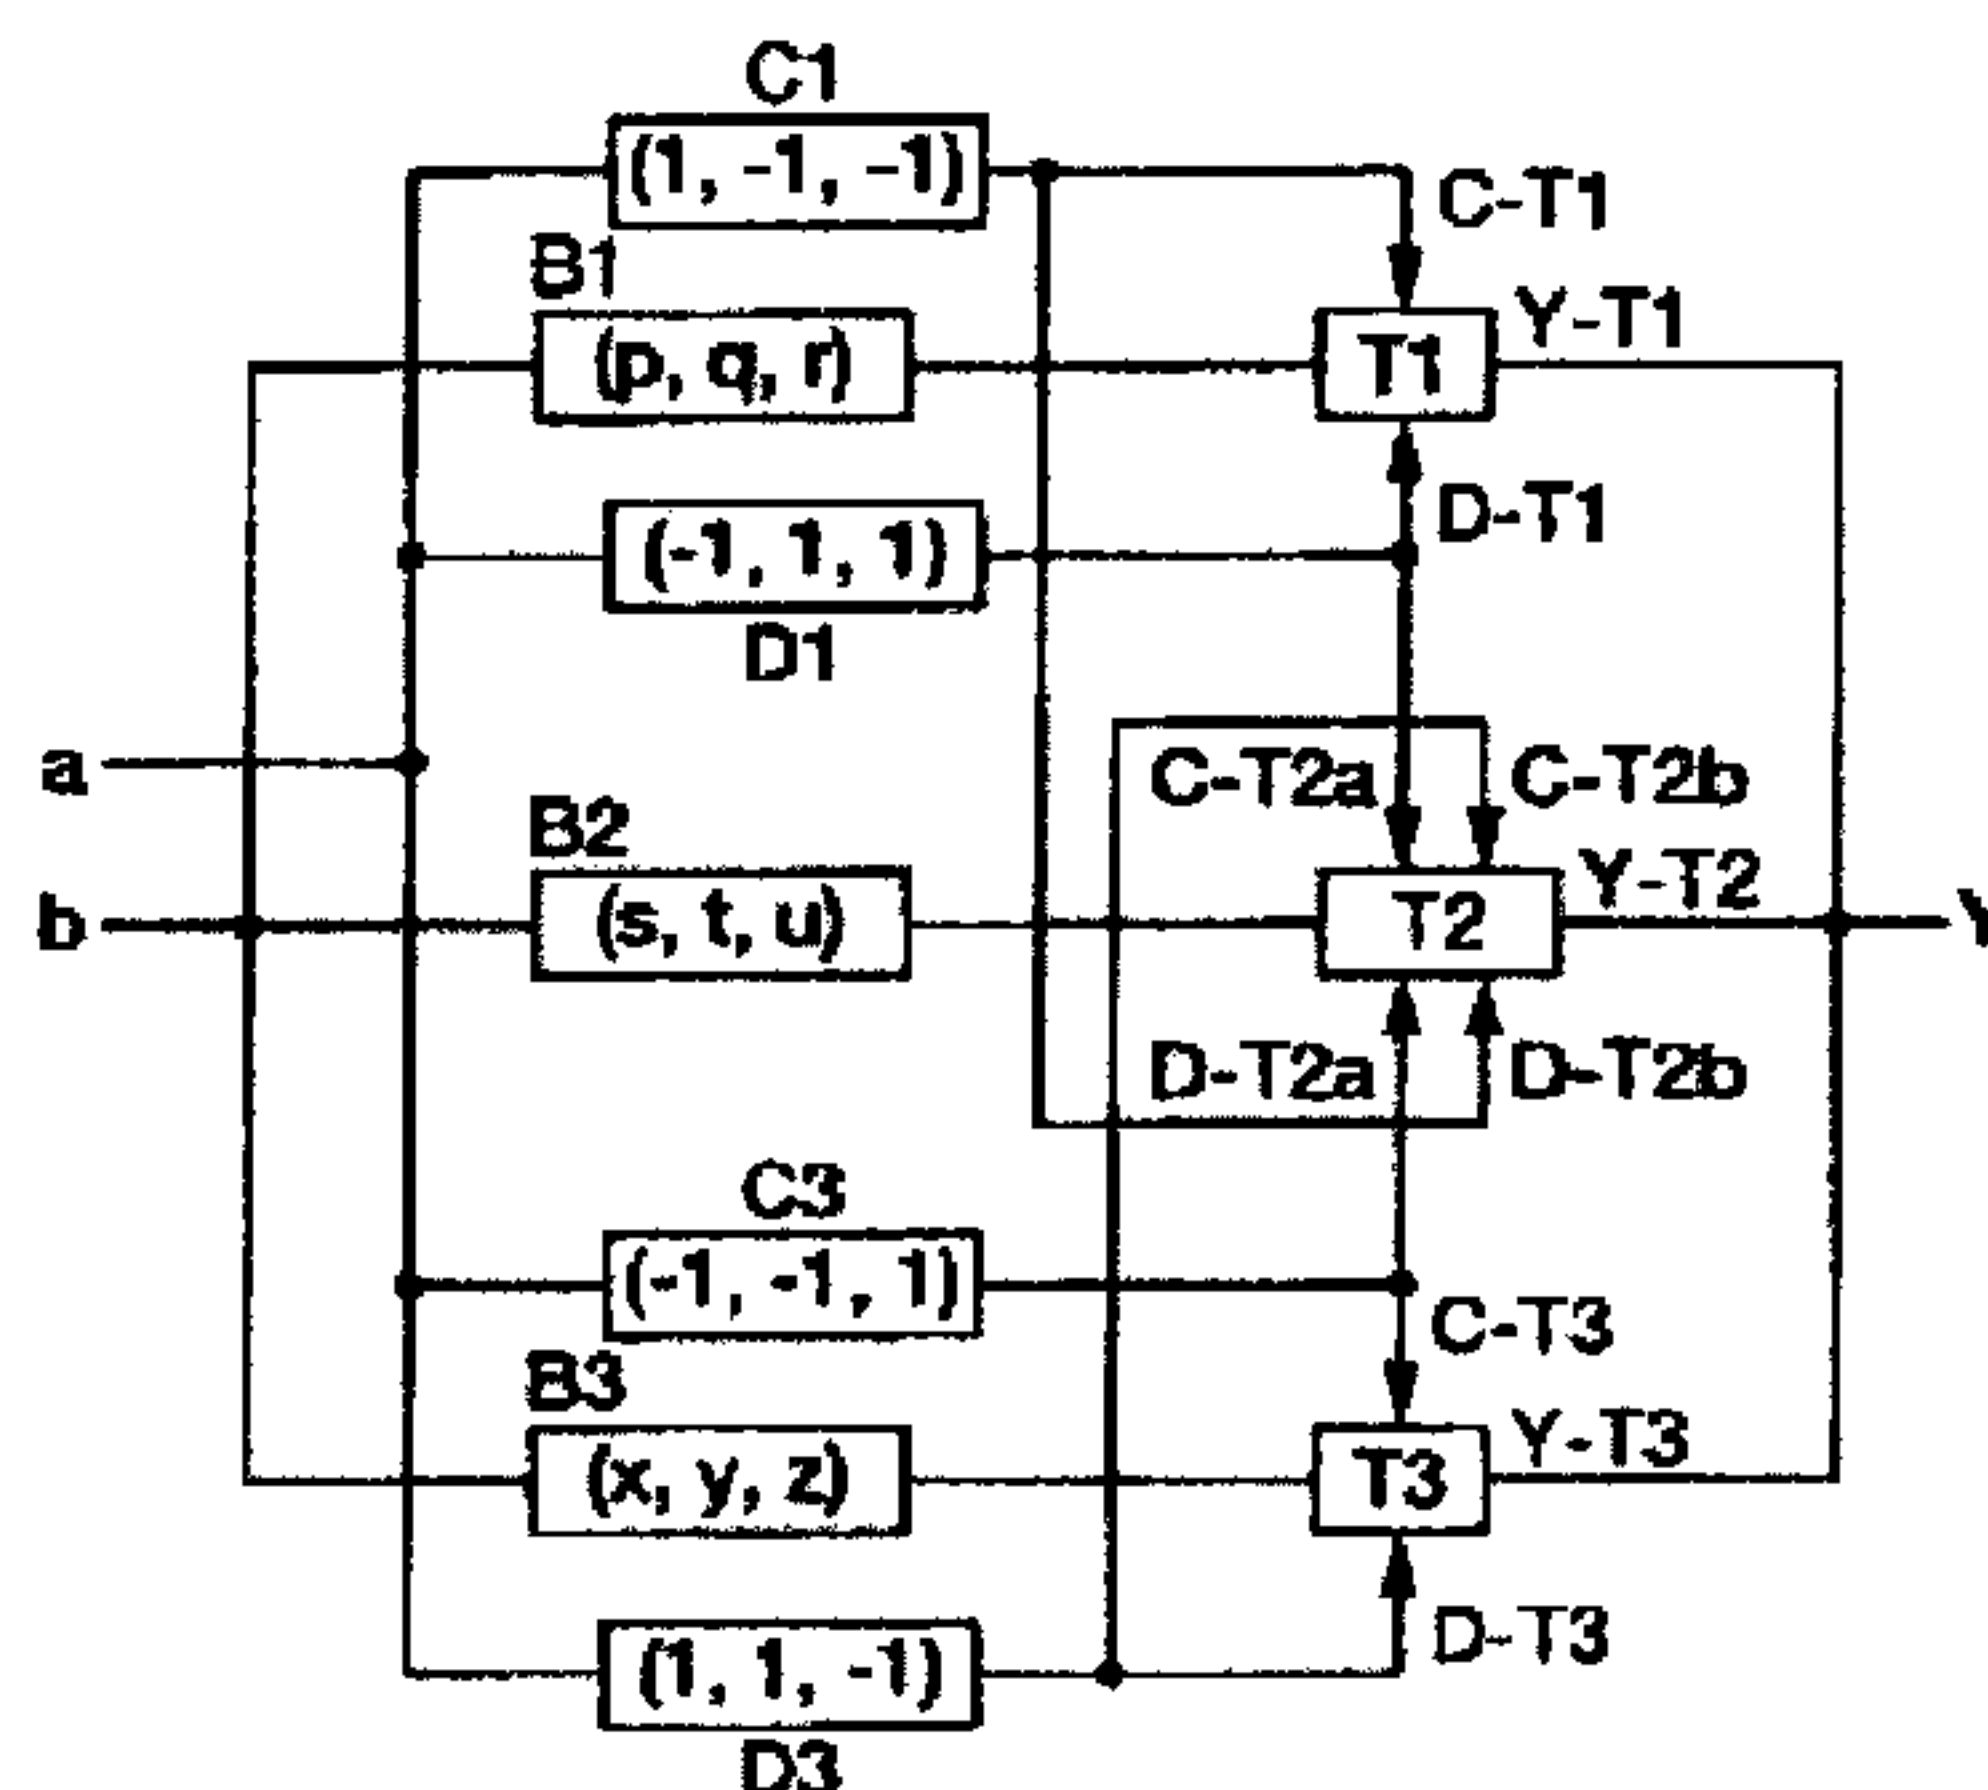 C1
(1, -1, -1)
C-T1
B1
(p, q, r)
T1
Y-T1
(-1, 1, 1)
D-T1
D1
a
C-T2a
C-T2b
B2
b
(s, t, u)
T2
Y-T2
Y
D-T2a
D-T2b
C3
(-1, -1, 1)
C-T3
B3
(x, y, z)
T3
Y-T3
(1, 1, -1)
D-T3
D3